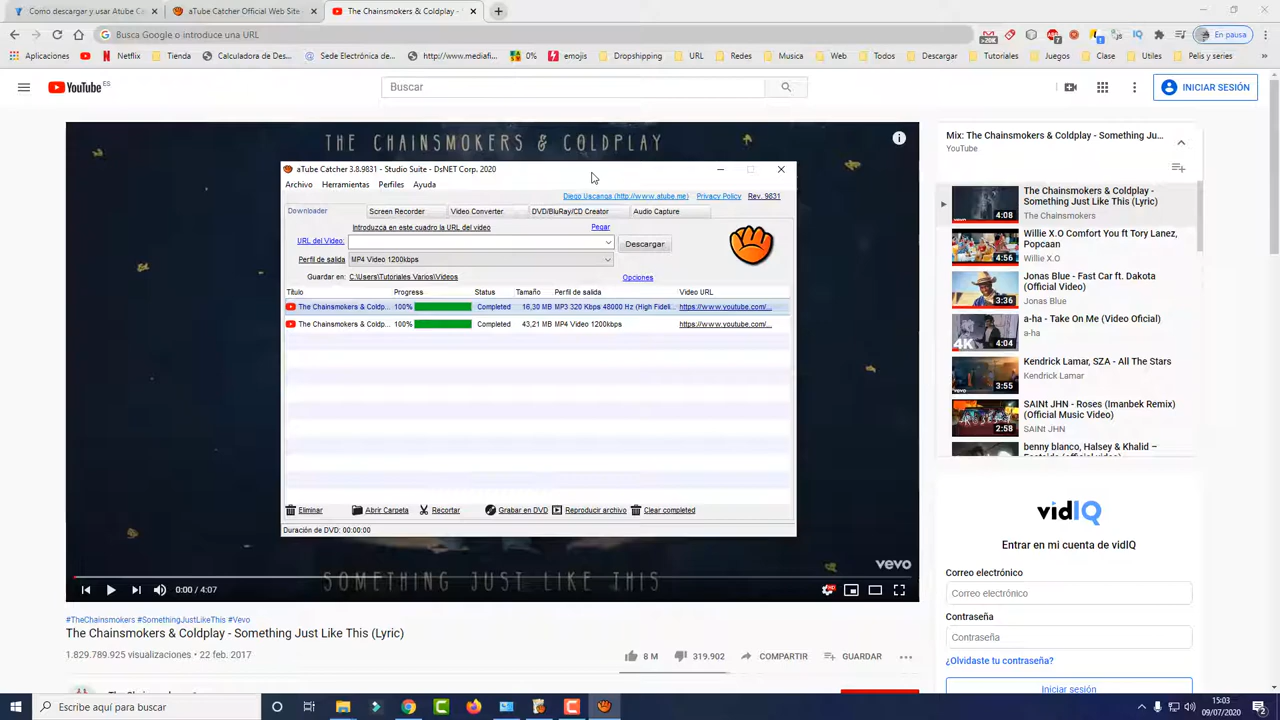 Como descargar y usar Atube Ca
aTube Catcher Official Web Site
The Chainsmokers & Coldplay - S
Busca Google o introduce una URL
En pausa
Aplicaciones
Netflix
Tienda
Calculadora de Des...
Sede Electrónica de...
http://www.mediafi...
0%
emojis
Dropshipping
URL
Redes
Diseño
Música
Web
Descargar
Tutoriales
Clase
Utiles
YouTube ES
Buscar
INICIAR SESIÓN
THE CHAINSMOKERS & COLDPLAY
aTube Catcher 3.8.9831 - Studio Suite - DsNET Corp. 2020
Archivo Herramientas Perfiles Ayuda
Diego Uscanga (http://www.atube.me) Privacy Policy Rev. 9831
Downloader Screen Recorder Video Converter DVD/BluRay/CD Creator Audio Capture
Introduzca en este cuadro la URL del video Pegar
URL del Video: Descargar
Perfil de salida MP4 Video 1200kbps
Guardar en: C:\Users\Tutoriales Varios\Videos Opciones
Título Progress Status Tamaño Perfil de salida Video URL
The Chainsmokers & Coldp... 100% Completed 16,30 MB MP3 320 Kbps 48000 Hz (High Fideli... https://www.youtube.com/...
The Chainsmokers & Coldp... 100% Completed 43,21 MB MP4 Video 1200kbps https://www.youtube.com/...
Eliminar Abrir Carpeta Recortar Grabar en DVD Reproducir archivo Clear completed
Duración de DVD: 00:00:00
vevo
SOMETHING JUST LIKE THIS
0:00 / 4:07
HD
#TheChainsmokers #SomethingJustLikeThis #Vevo
The Chainsmokers & Coldplay - Something Just Like This (Lyric)
1.829.789.925 visualizaciones • 22 feb. 2017
8 M 319.902 COMPARTIR GUARDAR
Mix: The Chainsmokers & Coldplay - Something Ju...
YouTube
The Chainsmokers & Coldplay -
Something Just Like This (Lyric)
The Chainsmokers
4:08
Willie X.O Comfort You ft Tory Lanez,
Popcaan
Willie X.O
4:56
Jonas Blue - Fast Car ft. Dakota
(Official Video)
Jonas Blue
3:36
a-ha - Take On Me (Video Oficial)
a-ha
4K
4:04
Kendrick Lamar, SZA - All The Stars
Kendrick Lamar
3:55
SAINt JHN - Roses (Imanbek Remix)
(Official Music Video)
SAINt JHN
2:58
benny blanco, Halsey & Khalid –
vidIQ
Entrar en mi cuenta de vidIQ
Correo electrónico
Correo electrónico
Contraseña
Contraseña
¿Olvidaste tu contraseña?
Iniciar sesión
Escribe aquí para buscar
15:03
09/07/2020